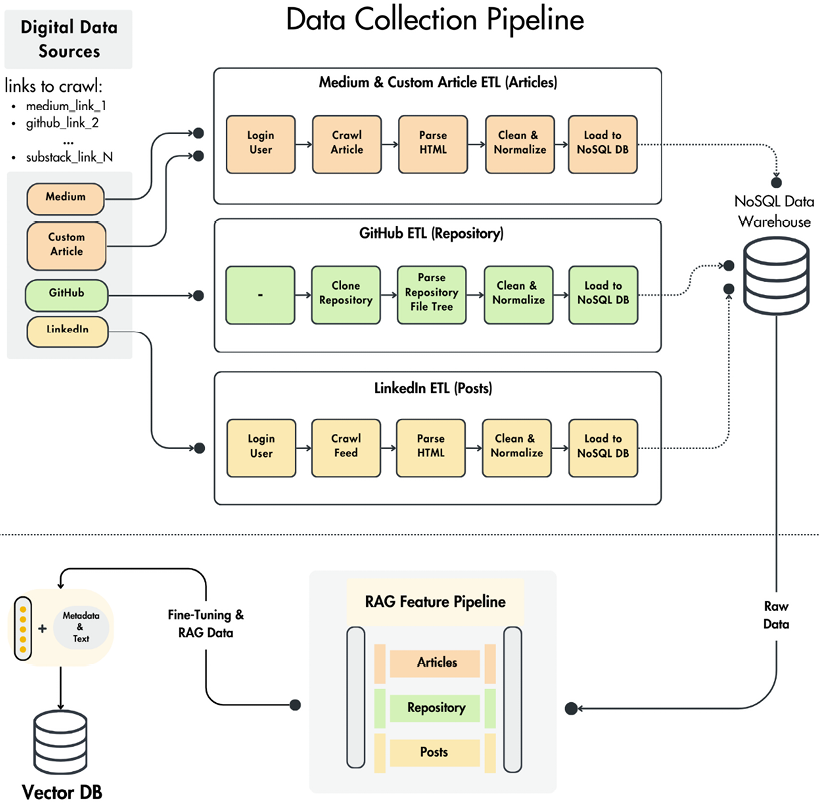 Data Collection Pipeline
Digital Data
Sources
links to crawl:
• medium_link_1
• github_link_2
...
• substack_link_N
Medium
Custom
Article
GitHub
LinkedIn
Medium & Custom Article ETL (Articles)
Login
User
Crawl
Article
Parse
HTML
Clean &
Normalize
Load to
NoSQL DB
GitHub ETL (Repository)
-
Clone
Repository
Parse
Repository
File Tree
Clean &
Normalize
Load to
NoSQL DB
LinkedIn ETL (Posts)
Login
User
Crawl
Feed
Parse
HTML
Clean &
Normalize
Load to
NoSQL DB
NoSQL Data
Warehouse
Raw
Data
RAG Feature Pipeline
Articles
Repository
Posts
Fine-Tuning &
RAG Data
+
Metadata
&
Text
Vector DB